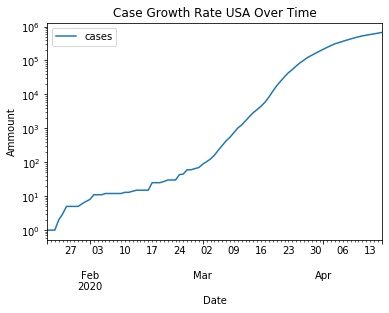 Case Growth Rate USA Over Time
cases
10^6
10^5
10^4
10^3
10^2
10^1
10^0
Ammount
27 03 10 17 24 02 09 16 23 30 06 13
Feb Mar Apr
2020
Date